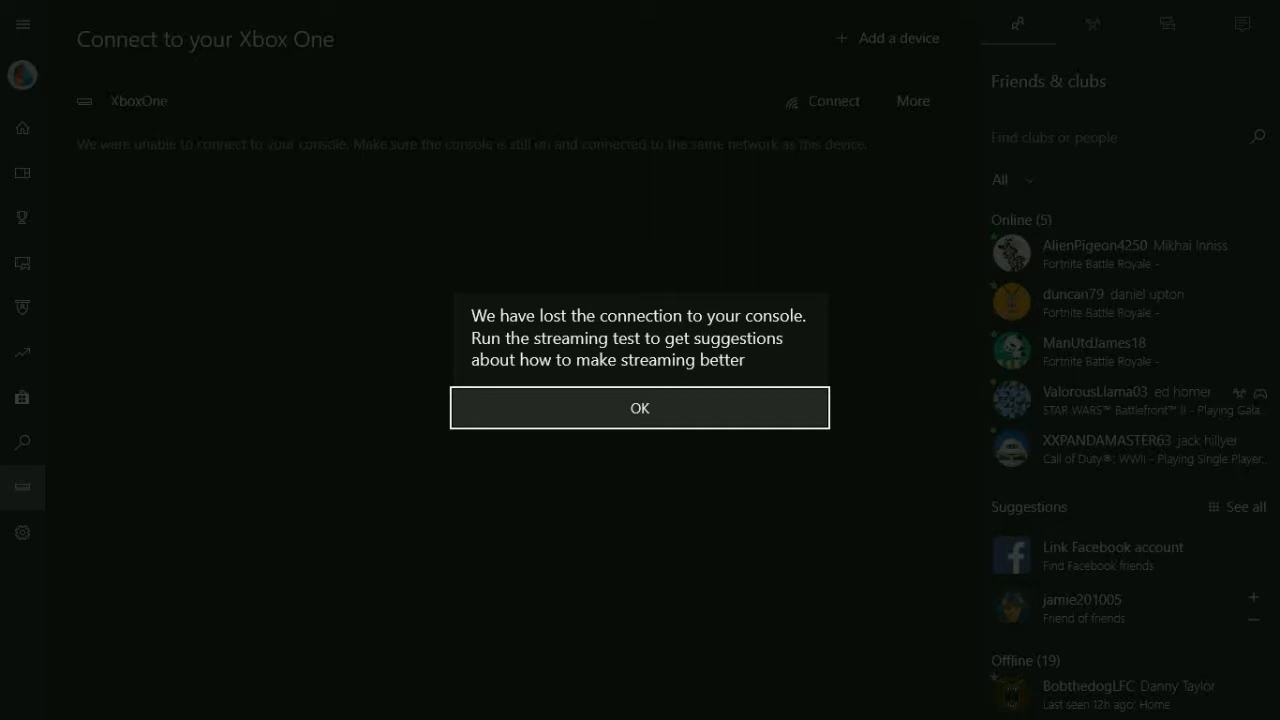 Connect to your Xbox One
+ Add a device
XboxOne
Connect
More
We were unable to connect to your console. Make sure the console is still on and connected to the same network as this device.
We have lost the connection to your console.
Run the streaming test to get suggestions
about how to make streaming better
OK
Friends & clubs
Find clubs or people
All
Online (5)
AlienPigeon4250 Mikhai Inniss
Fortnite Battle Royale -
duncan79 daniel upton
Fortnite Battle Royale -
ManUtdJames18
Fortnite Battle Royale -
ValorousLlama03 ed homer
STAR WARS™ Battlefront™ II - Playing Gala...
XXPANDAMASTER63 jack hillyer
Call of Duty®: WWII - Playing Single Player...
Suggestions
See all
Link Facebook account
Find Facebook friends
jamie201005
Friend of friends
Offline (19)
BobthedogLFC Danny Taylor
Last seen 12h ago: Home